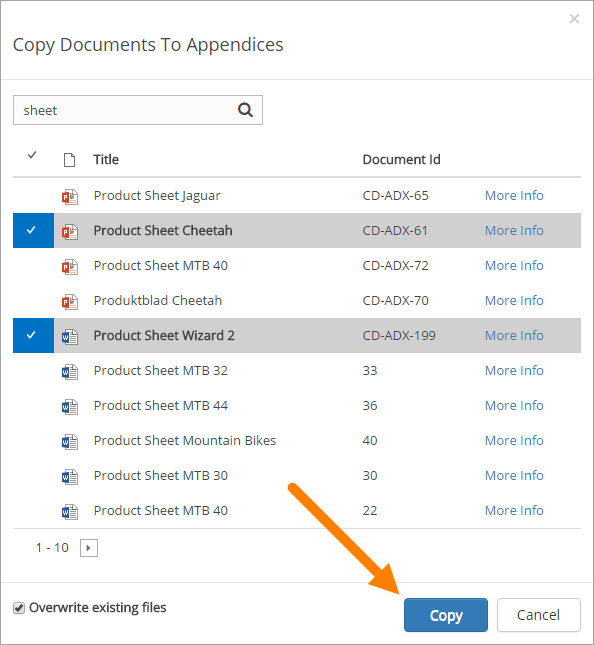 Copy Documents To Appendices
sheet
Title Document Id
Product Sheet Jaguar CD-ADX-65 More Info
Product Sheet Cheetah CD-ADX-61 More Info
Product Sheet MTB 40 CD-ADX-72 More Info
Produktblad Cheetah CD-ADX-70 More Info
Product Sheet Wizard 2 CD-ADX-199 More Info
Product Sheet MTB 32 33 More Info
Product Sheet MTB 44 36 More Info
Product Sheet Mountain Bikes 40 More Info
Product Sheet MTB 30 30 More Info
Product Sheet MTB 40 22 More Info
1 - 10
Overwrite existing files Copy Cancel